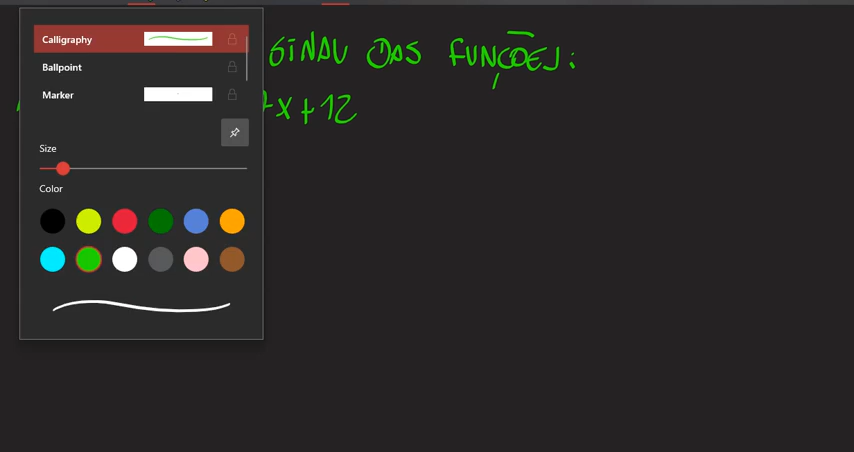 Calligraphy
Ballpoint
Marker
Size
Color
SINAL DAS FUNÇÕES:
x+12